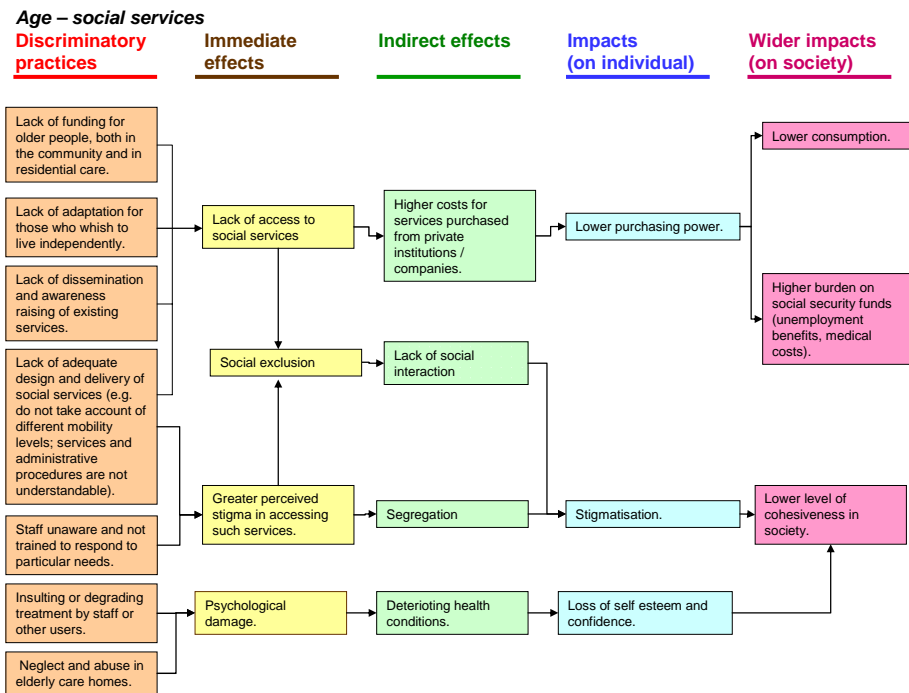 Age – social services
Discriminatory
practices
Immediate
effects
Indirect effects
Impacts
(on individual)
Wider impacts
(on society)
Lack of funding for
older people, both in
the community and in
residential care.
Lack of adaptation for
those who whish to
live independently.
Lack of dissemination
and awareness
raising of existing
services.
Lack of adequate
design and delivery of
social services (e.g.
do not take account of
different mobility
levels; services and
administrative
procedures are not
understandable).
Staff unaware and not
trained to respond to
particular needs.
Insulting or degrading
treatment by staff or
other users.
Neglect and abuse in
elderly care homes.
Lack of access to
social services
Social exclusion
Greater perceived
stigma in accessing
such services.
Psychological
damage.
Higher costs for
services purchased
from private
institutions /
companies.
Lack of social
interaction
Segregation
Deterioting health
conditions.
Lower purchasing power.
Stigmatisation.
Loss of self esteem and
confidence.
Lower consumption.
Higher burden on
social security funds
(unemployment
benefits, medical
costs).
Lower level of
cohesiveness in
society.